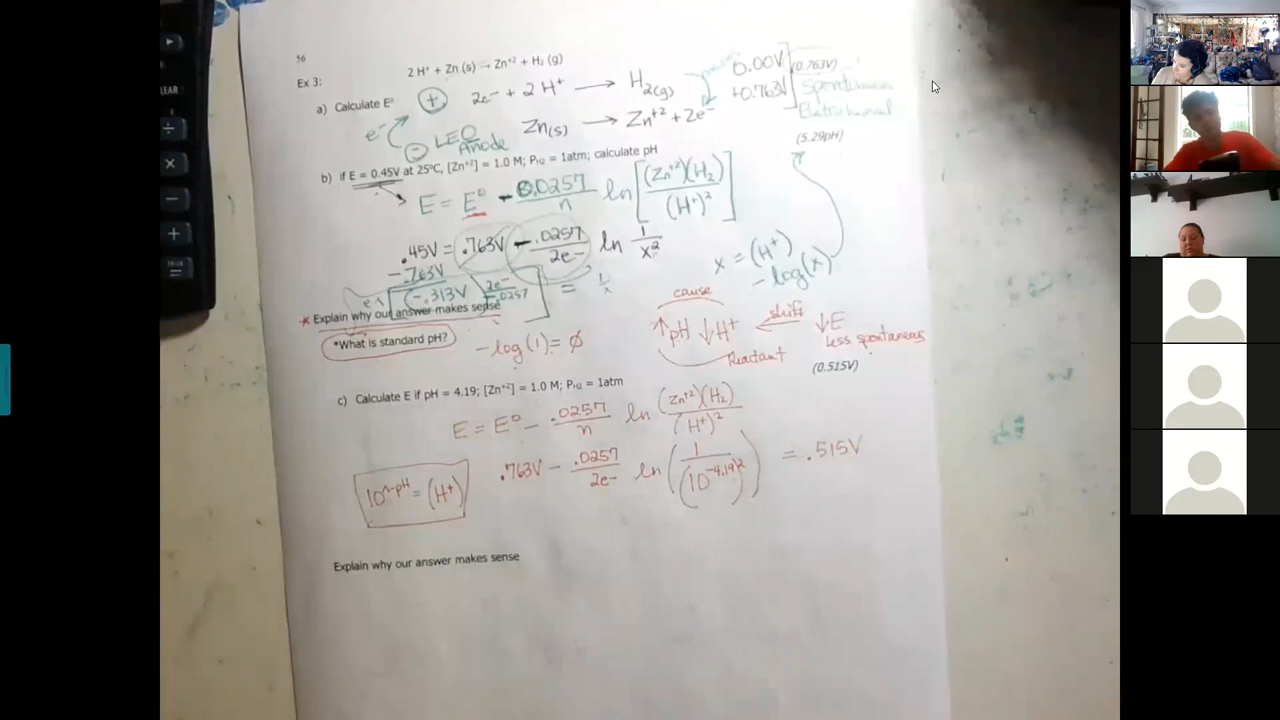 56
Ex 3:
2 H⁺ + Zn (s) → Zn⁺² + H₂ (g)
a) Calculate E°
+
2e⁻ + 2 H⁺ → H₂(g)
0.00V
(0.763V)
e⁻
− LEO
Anode
Zn(s) → Zn⁺² + 2e⁻
+0.763V
Spontaneous
(5.29pH)
b) if E = 0.45V at 25°C, [Zn⁺²] = 1.0 M; P_H2 = 1atm; calculate pH
E = E° - 0.0257/n ln [(Zn⁺²)(H₂)/(H⁺)²]
.45V = .763V - .0257/2e- ln 1/x²
-.763V
x = (H⁺)
-log(x)
e^ (-.313V 2e-/-.0257) = 1/x
* Explain why our answer makes sense
cause
↑pH ↓H⁺ ← shift ↓E
Less spontaneous
Reactant
*What is standard pH?
-log(1) = ∅
(0.515V)
c) Calculate E if pH = 4.19; [Zn⁺²] = 1.0 M; P_H2 = 1atm
E = E° - .0257/n ln (Zn⁺²)(H₂)/(H⁺)²
.763V - .0257/2e- ln (1/(10^-4.19)²) = .515V
10^-pH = (H⁺)
Explain why our answer makes sense